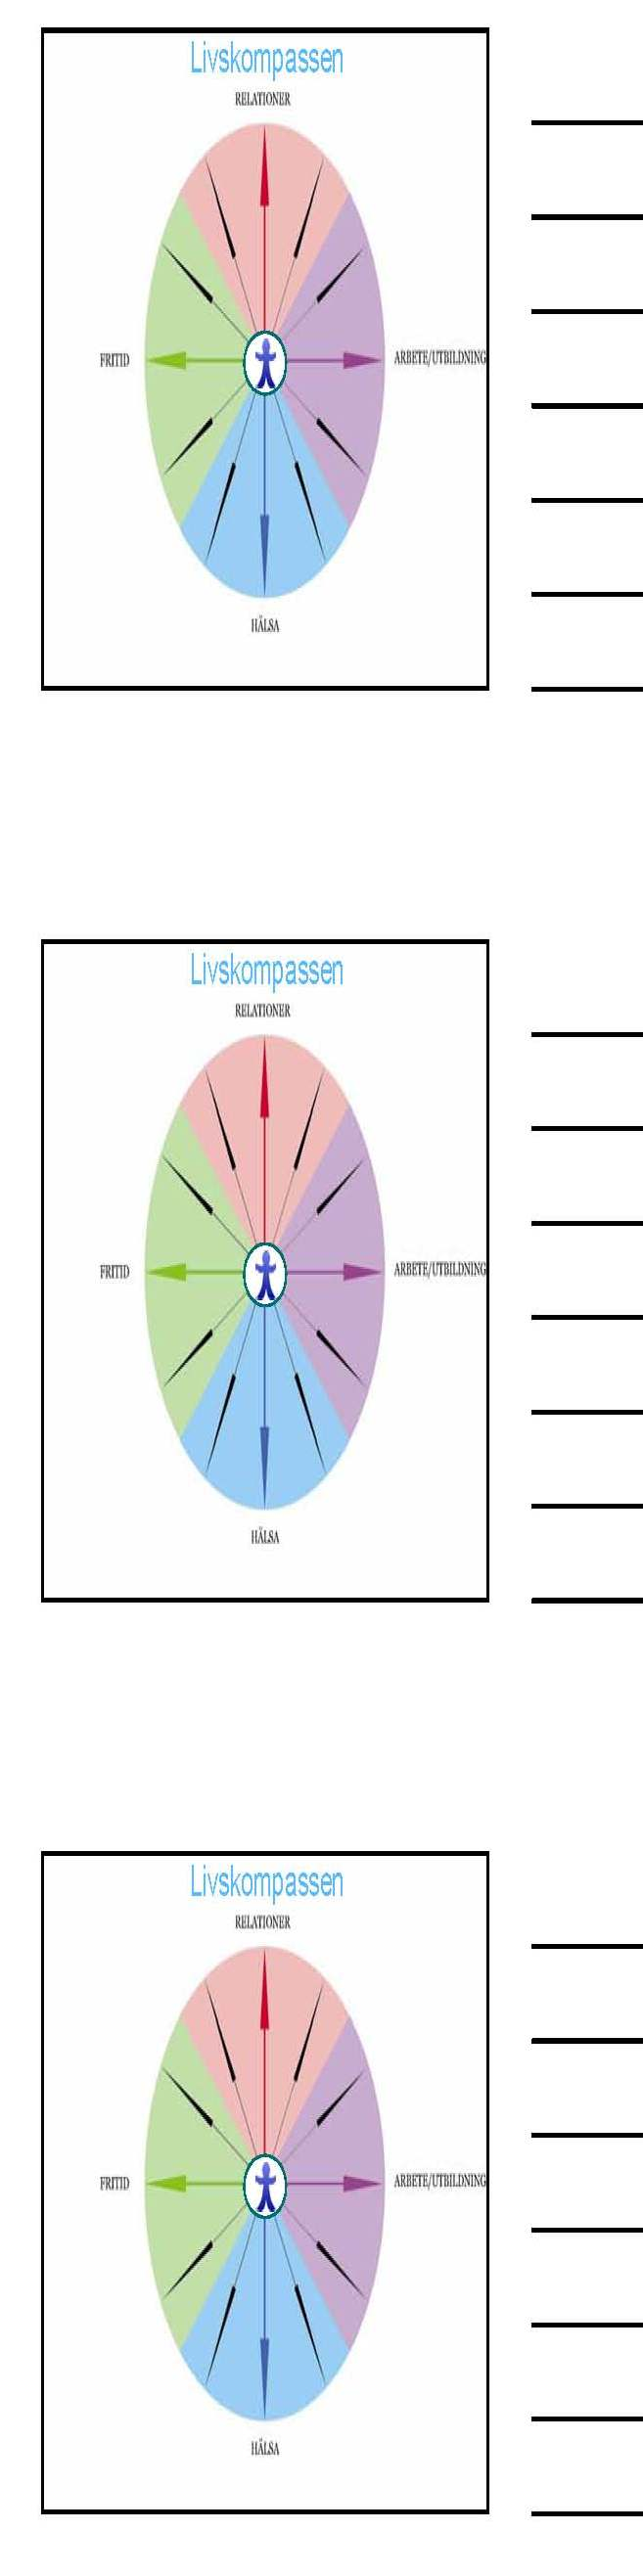 Livskompassen
RELATIONER
FRITID
ARBETE/UTBILDNING
HÄLSA
Livskompassen
RELATIONER
FRITID
ARBETE/UTBILDNING
HÄLSA
Livskompassen
RELATIONER
FRITID
ARBETE/UTBILDNING
HÄLSA